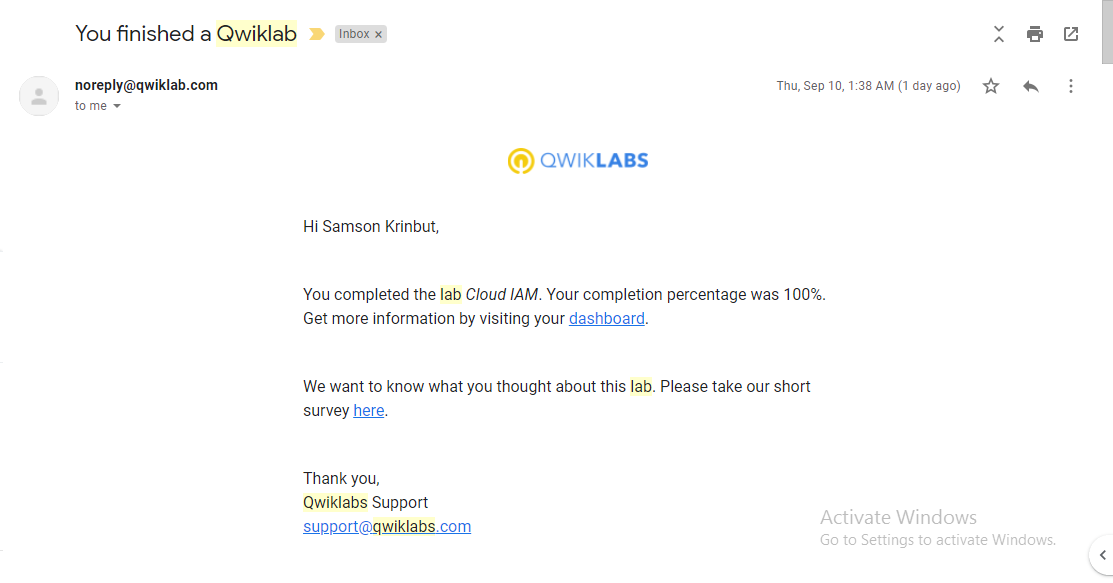 You finished a Qwiklab
Inbox ×
noreply@qwiklab.com
Thu, Sep 10, 1:38 AM (1 day ago)
to me
QWIKLABS
Hi Samson Krinbut,
You completed the lab Cloud IAM. Your completion percentage was 100%.
Get more information by visiting your dashboard.
We want to know what you thought about this lab. Please take our short
survey here.
Thank you,
Qwiklabs Support
support@qwiklabs.com
Activate Windows
Go to Settings to activate Windows.